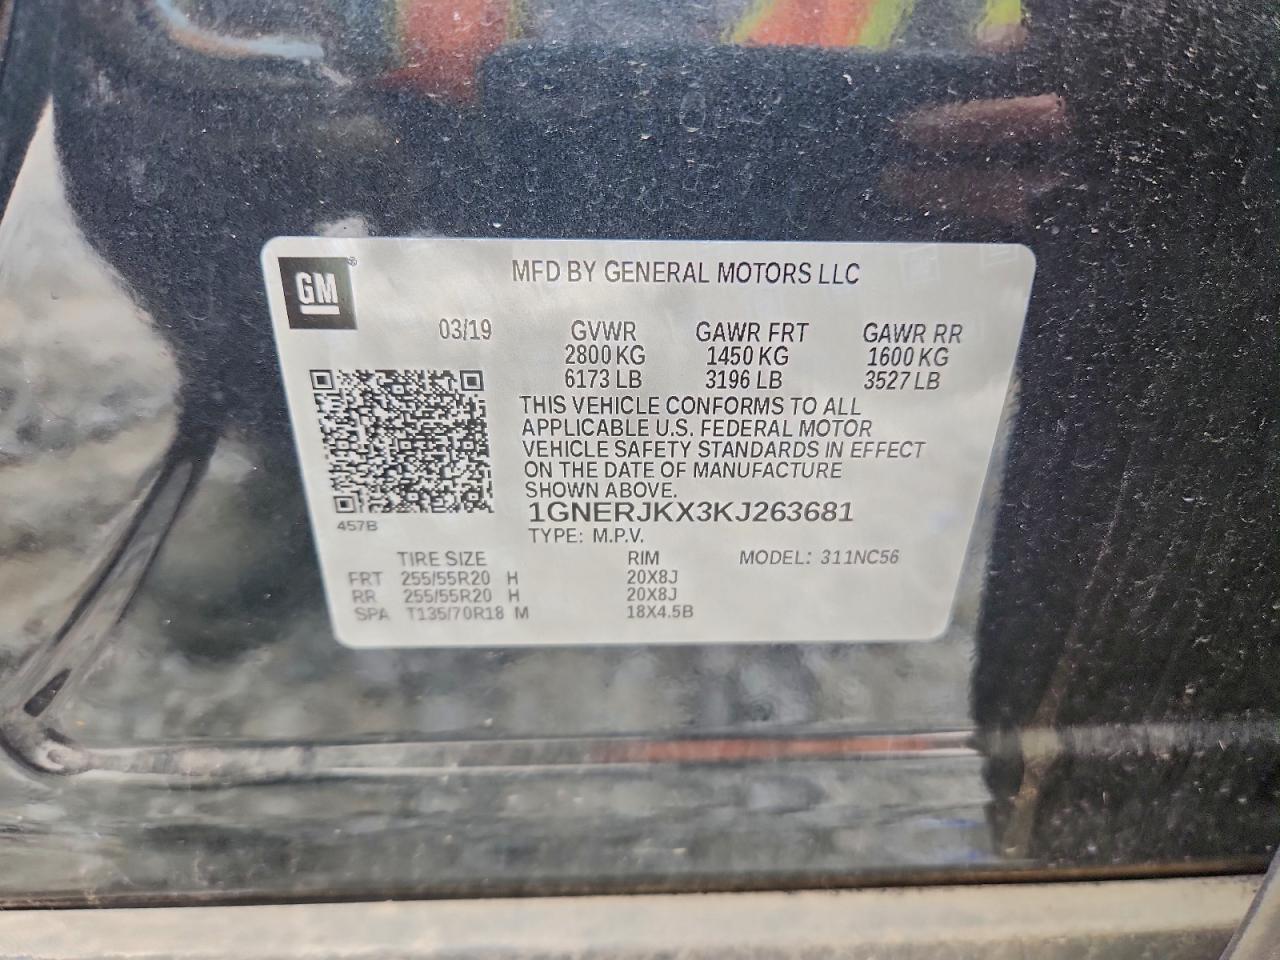 GM®
MFD BY GENERAL MOTORS LLC
03/19 GVWR GAWR FRT GAWR RR
2800 KG 1450 KG 1600 KG
6173 LB 3196 LB 3527 LB
THIS VEHICLE CONFORMS TO ALL
APPLICABLE U.S. FEDERAL MOTOR
VEHICLE SAFETY STANDARDS IN EFFECT
ON THE DATE OF MANUFACTURE
SHOWN ABOVE.
1GNERJKX3KJ263681
457B
TYPE: M.P.V.
TIRE SIZE RIM MODEL: 311NC56
FRT 255/55R20 H 20X8J
RR 255/55R20 H 20X8J
SPA T135/70R18 M 18X4.5B